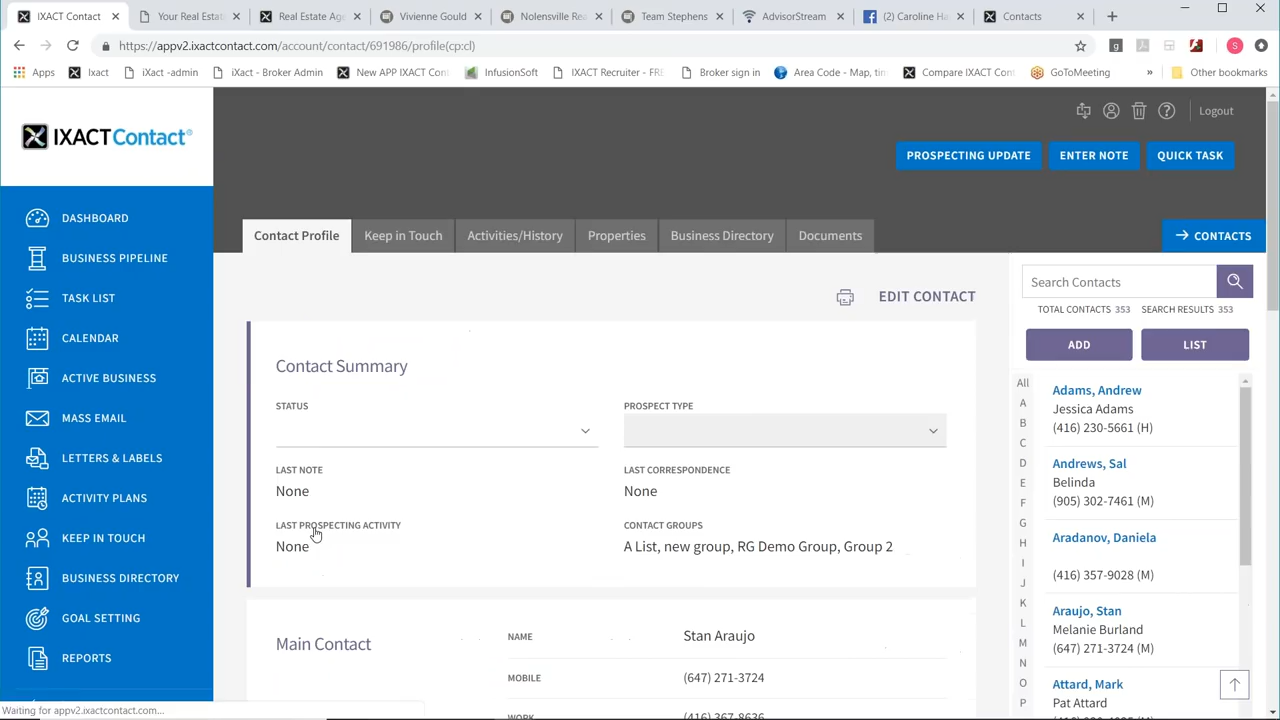 IXACT Contact
Your Real Estat
Real Estate Age
Vivienne Gould
Nolensville Rea
Team Stephens
AdvisorStream
(2) Caroline Ha
Contacts
https://appv2.ixactcontact.com/account/contact/691986/profile(cp:cl)
Apps
Ixact
iXact -admin
iXact - Broker Admin
New APP IXACT Con
InfusionSoft
IXACT Recruiter - FRE
Broker sign in
Area Code - Map, tim
Compare IXACT Cont
GoToMeeting
»
Other bookmarks
IXACTContact®
Logout
PROSPECTING UPDATE
ENTER NOTE
QUICK TASK
DASHBOARD
BUSINESS PIPELINE
TASK LIST
CALENDAR
ACTIVE BUSINESS
MASS EMAIL
LETTERS & LABELS
ACTIVITY PLANS
KEEP IN TOUCH
BUSINESS DIRECTORY
GOAL SETTING
REPORTS
Contact Profile
Keep in Touch
Activities/History
Properties
Business Directory
Documents
→ CONTACTS
EDIT CONTACT
Contact Summary
STATUS
PROSPECT TYPE
LAST NOTE
None
LAST CORRESPONDENCE
None
LAST PROSPECTING ACTIVITY
None
CONTACT GROUPS
A List, new group, RG Demo Group, Group 2
Main Contact
NAME
Stan Araujo
MOBILE
(647) 271-3724
WORK
(416) 367-8636
Search Contacts
TOTAL CONTACTS 353
SEARCH RESULTS 353
ADD
LIST
All
A
B
C
D
E
F
G
H
I
J
K
L
M
N
O
P
Adams, Andrew
Jessica Adams
(416) 230-5661 (H)
Andrews, Sal
Belinda
(905) 302-7461 (M)
Aradanov, Daniela
(416) 357-9028 (M)
Araujo, Stan
Melanie Burland
(647) 271-3724 (M)
Attard, Mark
Pat Attard
Waiting for appv2.ixactcontact.com...